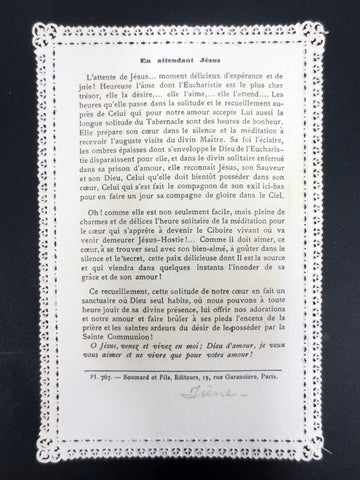 En attendant Jésus
L'attente de Jésus... moment délicieux d'espérance et de
joie! Heureuse l'âme dont l'Eucharistie est le plus cher
trésor, elle la désire.... elle l'aime,.. elle l'attend.... Les
heures qu'elle passe dans la solitude et le recueillement au-
près de Celui qui pour notre amour accepte Lui aussi la
longue solitude du Tabernacle sont des heures de bonheur.
Elle prépare son cœur dans le silence et la méditation à
recevoir l'auguste visite du divin Maître. Sa foi l'éclaire,
les ombres épaisses dont s'enveloppe le Dieu de l'Eucharis-
tie disparaissent pour elle, et dans le divin solitaire enfermé
dans sa prison d'amour, elle reconnaît Jésus, son Sauveur
et son Dieu, Celui qu'elle doit bientôt posséder dans son
cœur, Celui qui s'est fait le compagnon de son exil ici-bas
pour en faire un jour sa compagne de gloire dans le Ciel.
Oh! comme elle est non seulement facile, mais pleine de
charmes et de délices l'heure solitaire de la méditation pour
le cœur qui s'apprête à devenir le Ciboire vivant où va
venir demeurer Jésus-Hostie!... Comme il doit aimer, ce
cœur, à se trouver seul avec son bien-aimé, à goûter dans
le silence et le secret, cette paix délicieuse dont Il est la source
et qui viendra dans quelques instants l'inonder de sa
grâce et de son amour!
Ce recueillement, cette solitude de notre cœur en fait un
sanctuaire où Dieu seul habite, où nous pouvons à toute
heure jouir de sa divine présence, lui offrir nos adorations
et notre amour et faire brûler à ses pieds l'encens de la
prière et les saintes ardeurs du désir de le posséder par la
Sainte Communion!
O Jésus, venez et vivez en moi; Dieu d'amour, je veux
vous aimer et ne vivre que pour votre amour!
Pl. 767. — Boumard et Fils, Editeurs, 15, rue Garansière, Paris.
Irène